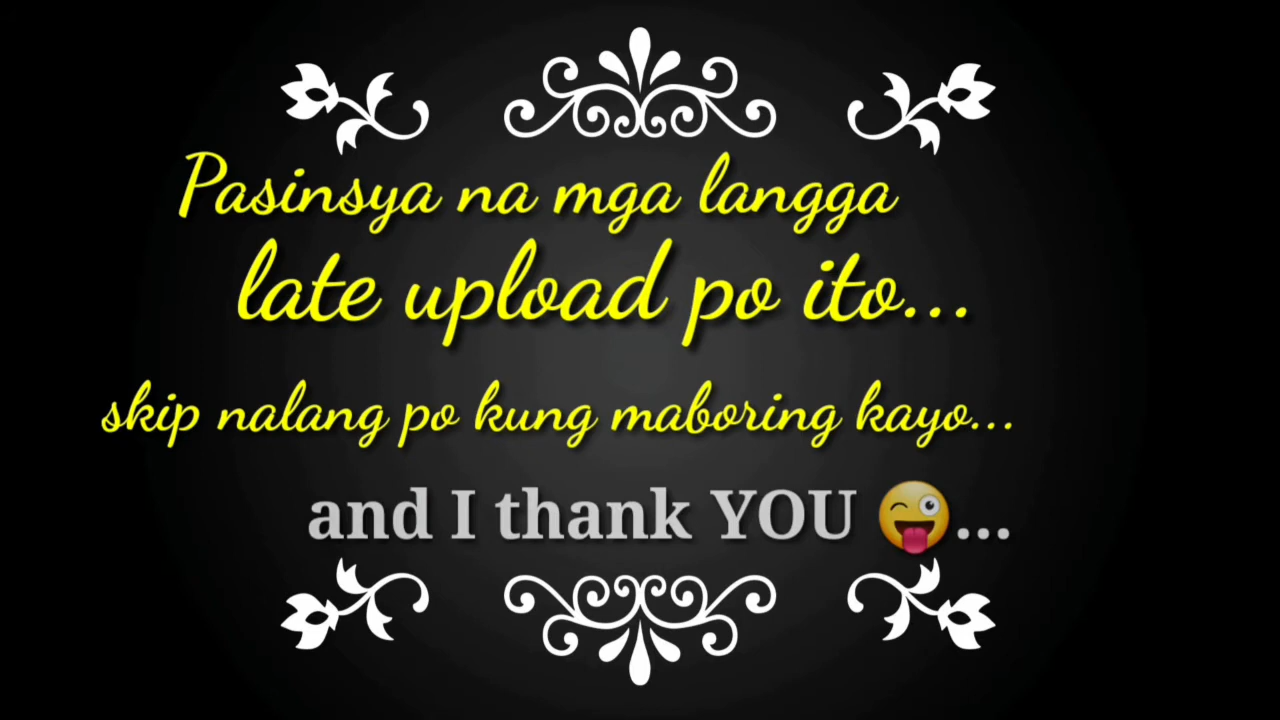 Pasinsya na mga langga
late upload po ito...
skip nalang po kung maboring kayo...
and I thank YOU 😜...